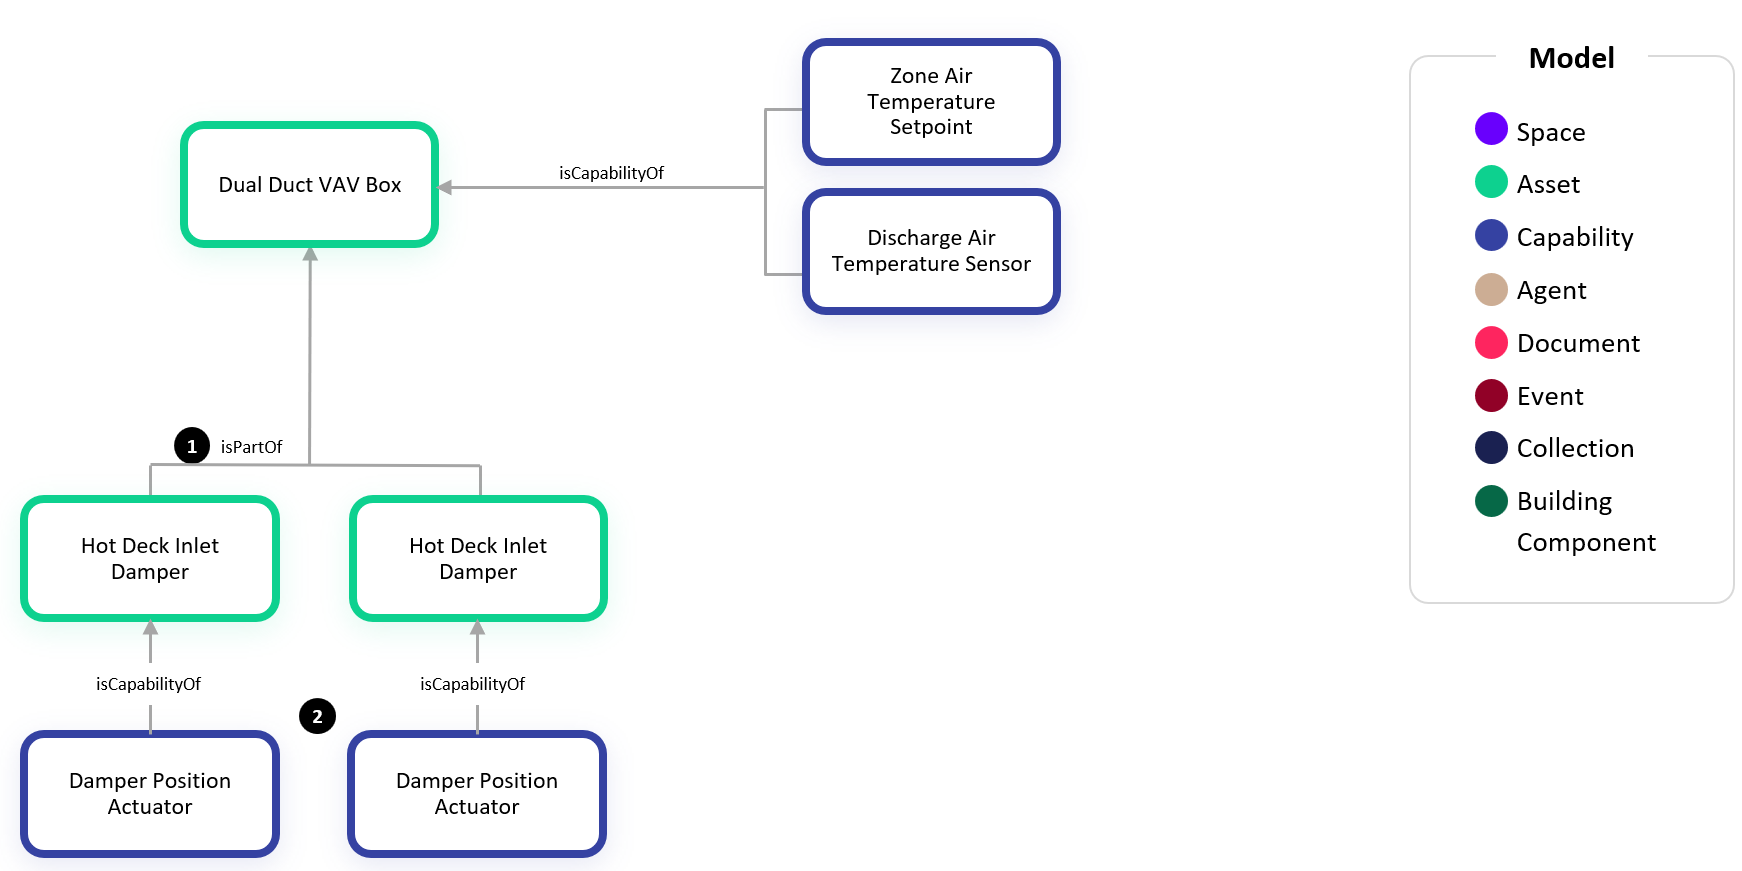 Zone Air
Temperature
Setpoint
Dual Duct VAV Box
isCapabilityOf
Discharge Air
Temperature Sensor
1
isPartOf
Hot Deck Inlet
Damper
Hot Deck Inlet
Damper
isCapabilityOf
isCapabilityOf
2
Damper Position
Actuator
Damper Position
Actuator
Model
Space
Asset
Capability
Agent
Document
Event
Collection
Building
Component